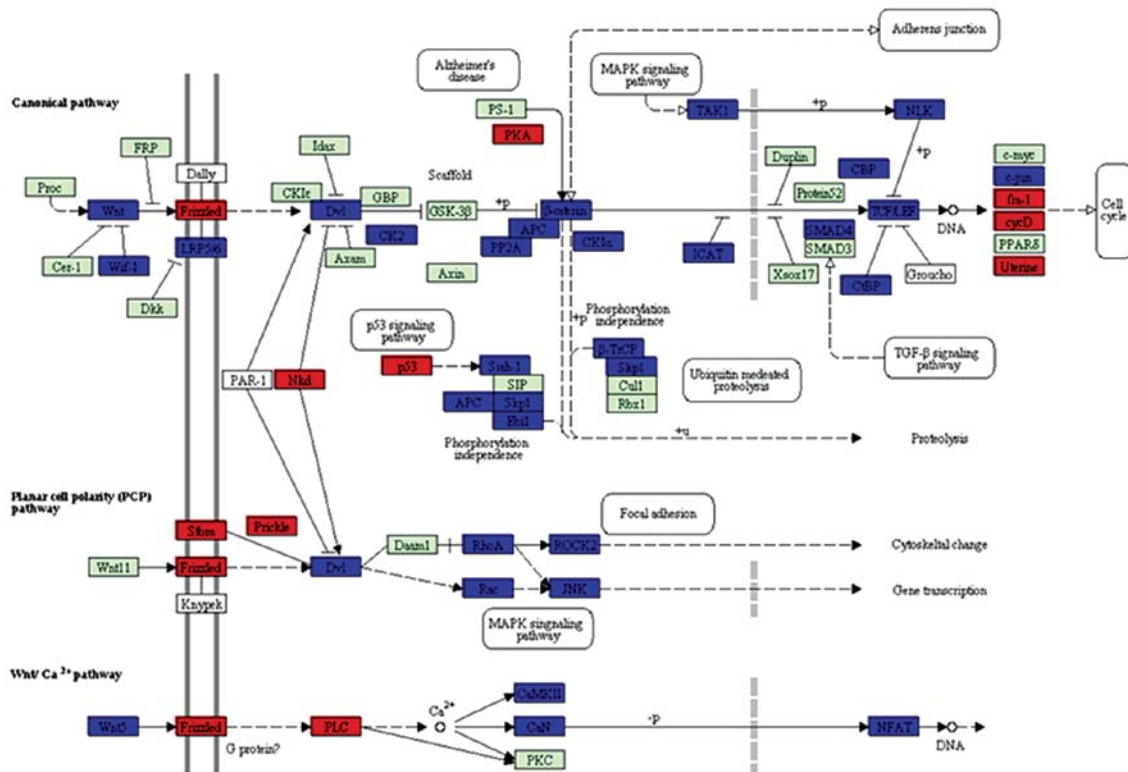 Canonical pathway
Alzheimer's
disease
MAPK signaling
pathway
Adherens junction
PS-1
PKA
TAK1
+p
NLK
FRP
Dally
Idax
Scaffold
Duplin
CBP
+p
c-myc
c-jun
Proc
Wnt
Frizzled
CKIε
Dvl
GBP
GSK-3β
+p
β-catenin
Protein52
TCF/LEF
DNA
fra-1
cycD
PPARδ
Uterine
Cell
cycle
LRP5/6
CK2
APC
PP2A
CKIα
ICAT
SMAD4
SMAD3
Cer-1
Wif-1
Axam
Axin
Xsox17
CtBP
Groucho
Dkk
Phosphorylation
independence
+p
p53 signaling
pathway
p53
Siah-1
SIP
APC
Skp1
Ebi1
Phosphorylation
independence
β-TrCP
Skp1
Cul1
Rbx1
Ubiquitin medeated
proteolysis
TGF-β signaling
pathway
PAR-1
Nkd
+u
Proteolysis
Planar cell polarity (PCP)
pathway
Stbm
Prickle
Focal adhesion
Daam1
RhoA
ROCK2
Cytoskeltal change
Wnt11
Frizzled
Dvl
Rac
JNK
Gene transcription
Knypek
MAPK singnaling
pathway
Wnt/ Ca 2+ pathway
CaMKII
Ca2+
Wnt5
Frizzled
PLC
CaN
-p
NFAT
DNA
G protein?
PKC